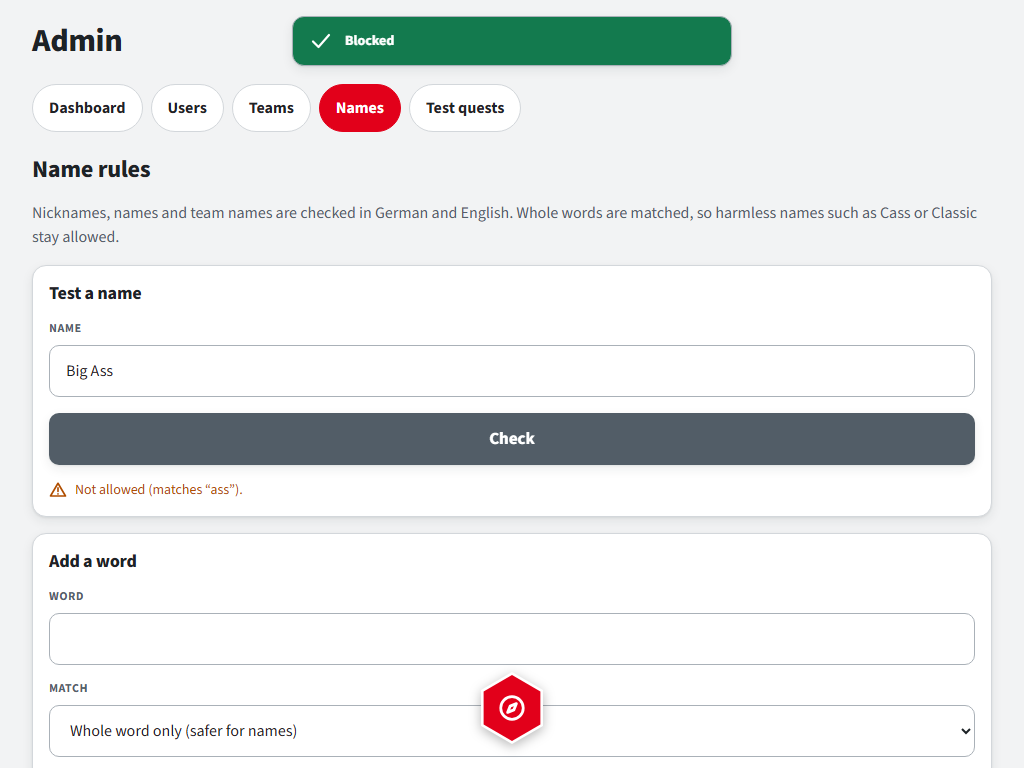 Admin
Blocked
Dashboard
Users
Teams
Names
Test quests
Name rules
Nicknames, names and team names are checked in German and English. Whole words are matched, so harmless names such as Cass or Classic
stay allowed.
Test a name
NAME
Big Ass
Check
Not allowed (matches “ass”).
Add a word
WORD
MATCH
Whole word only (safer for names)